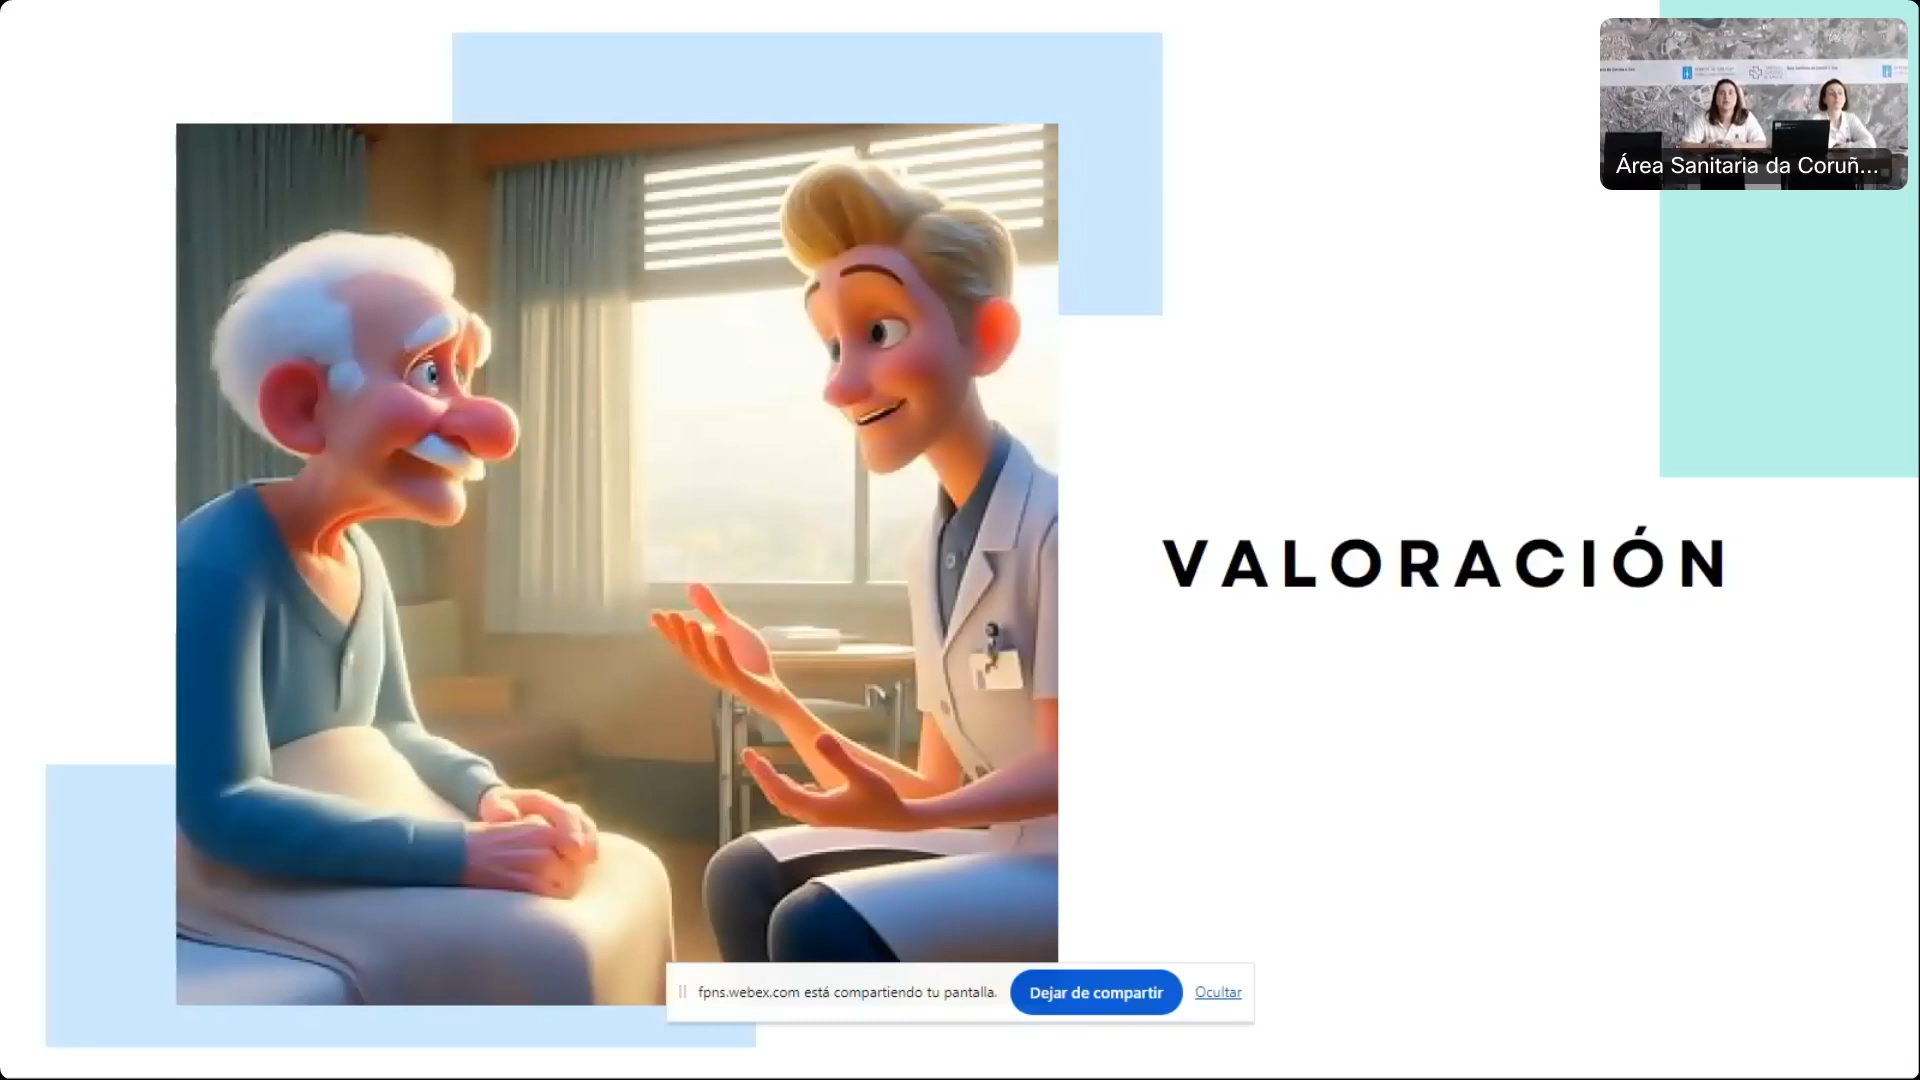 Área Sanitaria da Coruñ...
VALORACIÓN
fpns.webex.com está compartiendo tu pantalla.
Dejar de compartir
Ocultar